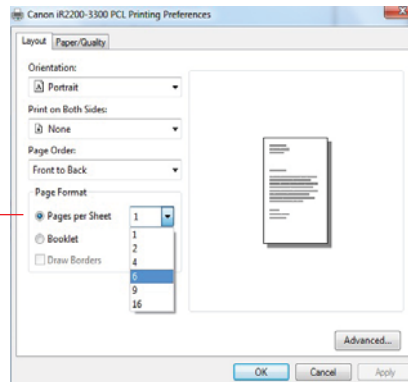 Canon iR2200-3300 PCL Printing Preferences
Layout Paper/Quality
Orientation:
A Portrait
Print on Both Sides:
None
Page Order:
Front to Back
Page Format
Pages per Sheet 1
Booklet
Draw Borders
1
2
4
6
9
16
Advanced...
OK Cancel Apply